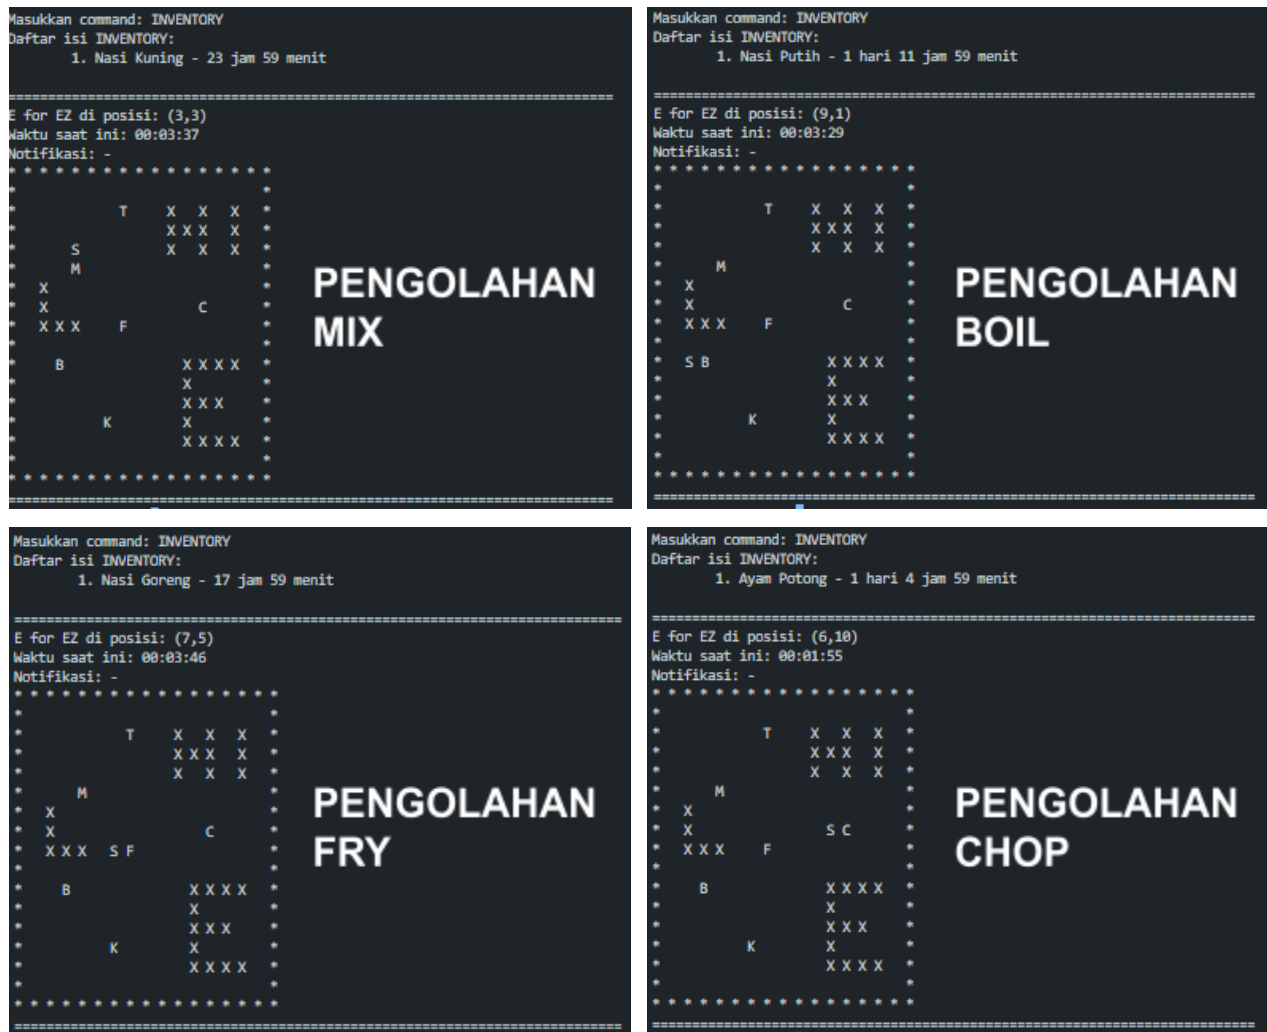 Masukkan command: INVENTORY
Daftar isi INVENTORY:
1. Nasi Kuning - 23 jam 59 menit
================================================================================
E for EZ di posisi: (3,3)
Waktu saat ini: 00:03:37
Notifikasi: -
* * * * * * * * * * * * * * * * *
*                               *
*             T     X   X   X   *
*                   X X X   X   *
*       S           X   X   X   *
*       M                       *
*   X                           *
*   X                   C       *
*   X X X     F                 *
*                               *
*     B               X X X X   *
*                     X         *
*                     X X X     *
*           K         X         *
*                     X X X X   *
*                               *
* * * * * * * * * * * * * * * * *
================================================================================
PENGOLAHAN
MIX
Masukkan command: INVENTORY
Daftar isi INVENTORY:
1. Nasi Putih - 1 hari 11 jam 59 menit
================================================================================
E for EZ di posisi: (9,1)
Waktu saat ini: 00:03:29
Notifikasi: -
* * * * * * * * * * * * * * * * *
*                               *
*             T     X   X   X   *
*                   X X X   X   *
*                   X   X   X   *
*       M                       *
*   X                           *
*   X                   C       *
*   X X X     F                 *
*                               *
*   S B               X X X X   *
*                     X         *
*                     X X X     *
*           K         X         *
*                     X X X X   *
*                               *
* * * * * * * * * * * * * * * * *
================================================================================
PENGOLAHAN
BOIL
Masukkan command: INVENTORY
Daftar isi INVENTORY:
1. Nasi Goreng - 17 jam 59 menit
================================================================================
E for EZ di posisi: (7,5)
Waktu saat ini: 00:03:46
Notifikasi: -
* * * * * * * * * * * * * * * * *
*                               *
*             T     X   X   X   *
*                   X X X   X   *
*                   X   X   X   *
*       M                       *
*   X                           *
*   X                   C       *
*   X X X   S F                 *
*                               *
*     B               X X X X   *
*                     X         *
*                     X X X     *
*           K         X         *
*                     X X X X   *
*                               *
* * * * * * * * * * * * * * * * *
================================================================================
PENGOLAHAN
FRY
Masukkan command: INVENTORY
Daftar isi INVENTORY:
1. Ayam Potong - 1 hari 4 jam 59 menit
================================================================================
E for EZ di posisi: (6,10)
Waktu saat ini: 00:01:55
Notifikasi: -
* * * * * * * * * * * * * * * * *
*                               *
*             T     X   X   X   *
*                   X X X   X   *
*                   X   X   X   *
*       M                       *
*   X                           *
*   X                 S C       *
*   X X X     F                 *
*                               *
*     B               X X X X   *
*                     X         *
*                     X X X     *
*           K         X         *
*                     X X X X   *
*                               *
* * * * * * * * * * * * * * * * *
================================================================================
PENGOLAHAN
CHOP